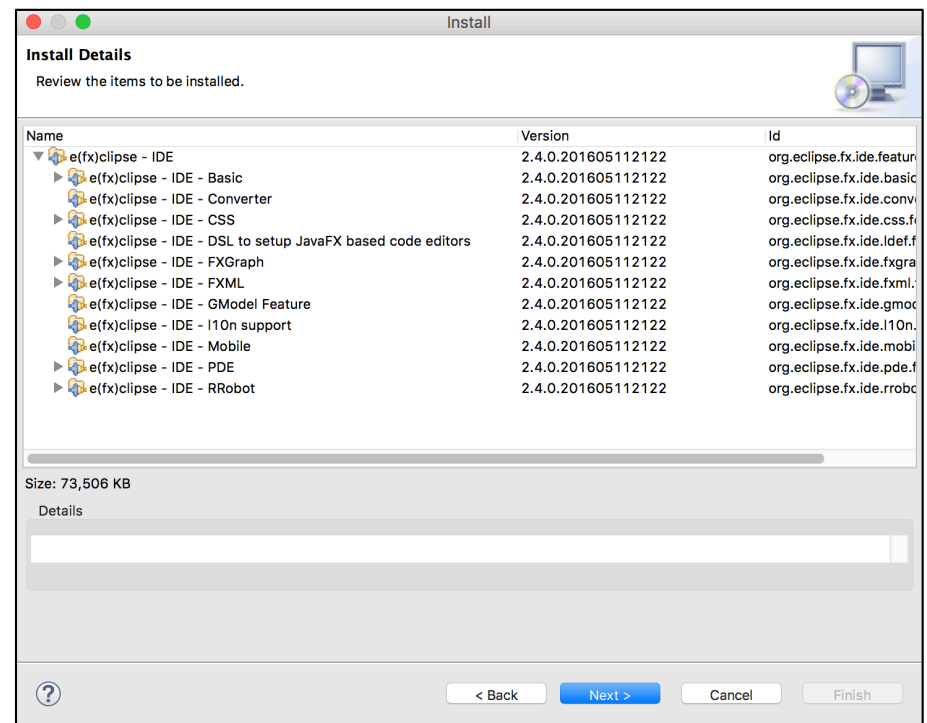 Install
Install Details
Review the items to be installed.
Name Version Id
e(fx)clipse - IDE 2.4.0.201605112122 org.eclipse.fx.ide.featur
e(fx)clipse - IDE - Basic 2.4.0.201605112122 org.eclipse.fx.ide.basic
e(fx)clipse - IDE - Converter 2.4.0.201605112122 org.eclipse.fx.ide.conv
e(fx)clipse - IDE - CSS 2.4.0.201605112122 org.eclipse.fx.ide.css.f
e(fx)clipse - IDE - DSL to setup JavaFX based code editors 2.4.0.201605112122 org.eclipse.fx.ide.ldef.f
e(fx)clipse - IDE - FXGraph 2.4.0.201605112122 org.eclipse.fx.ide.fxgra
e(fx)clipse - IDE - FXML 2.4.0.201605112122 org.eclipse.fx.ide.fxml.
e(fx)clipse - IDE - GModel Feature 2.4.0.201605112122 org.eclipse.fx.ide.gmod
e(fx)clipse - IDE - l10n support 2.4.0.201605112122 org.eclipse.fx.ide.l10n.
e(fx)clipse - IDE - Mobile 2.4.0.201605112122 org.eclipse.fx.ide.mobi
e(fx)clipse - IDE - PDE 2.4.0.201605112122 org.eclipse.fx.ide.pde.f
e(fx)clipse - IDE - RRobot 2.4.0.201605112122 org.eclipse.fx.ide.rrobo
Size: 73,506 KB
Details
? < Back Next > Cancel Finish